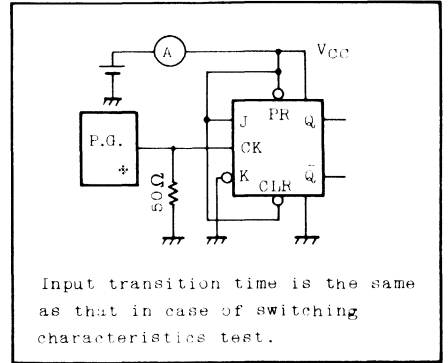 A
VCC
P.G.
J
PR
Q
CK
K
CLR
Q̄
50Ω
Input transition time is the same
as that in case of switching
characteristics test.